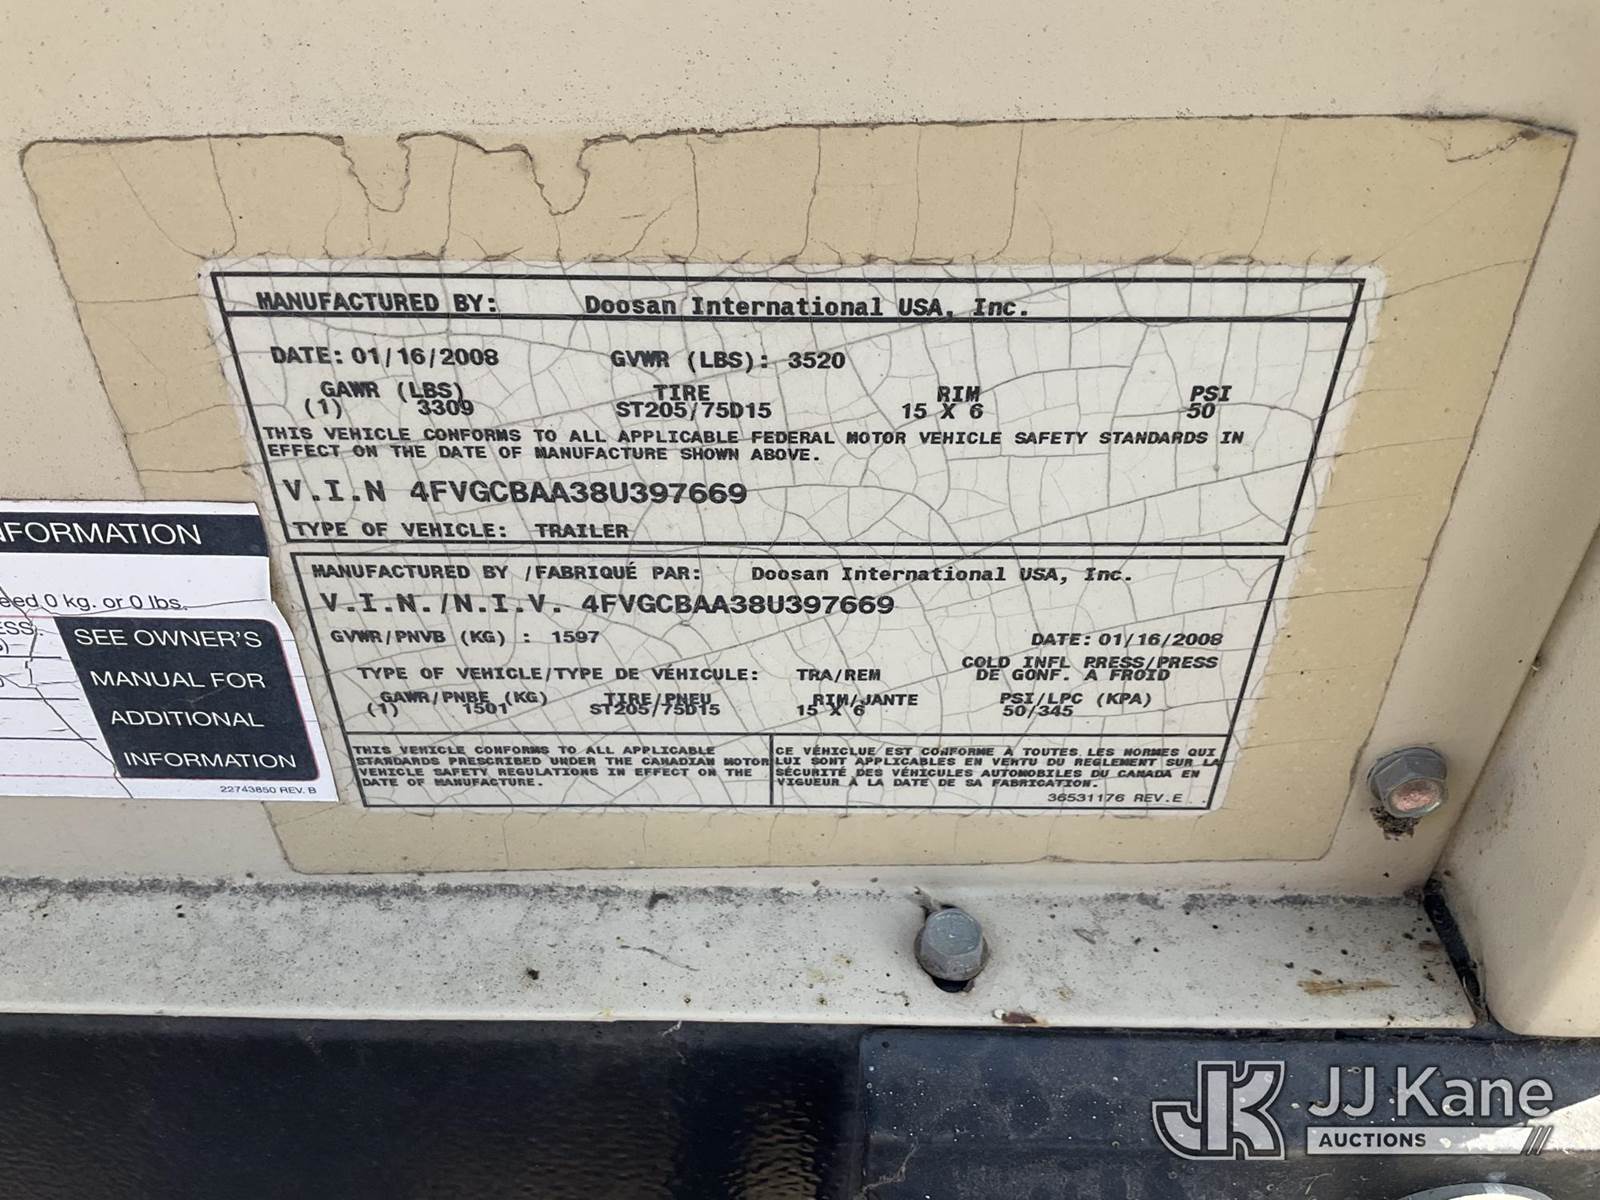 MANUFACTURED BY: Doosan International USA, Inc.
DATE: 01/16/2008 GVWR (LBS): 3520
GAWR (LBS) TIRE RIM PSI
(1) 3309 ST205/75D15 15 X 6 50
THIS VEHICLE CONFORMS TO ALL APPLICABLE FEDERAL MOTOR VEHICLE SAFETY STANDARDS IN
EFFECT ON THE DATE OF MANUFACTURE SHOWN ABOVE.
V.I.N 4FVGCBAA38U397669
TYPE OF VEHICLE: TRAILER
MANUFACTURED BY /FABRIQUÉ PAR: Doosan International USA, Inc.
V.I.N./N.I.V. 4FVGCBAA38U397669
GVWR/PNVB (KG) : 1597 DATE: 01/16/2008
TYPE OF VEHICLE/TYPE DE VÉHICULE: TRA/REM
COLD INFL PRESS/PRESS
DE GONF. A FROID
GAWR/PNBE (KG) TIRE/PNEU RIM/JANTE PSI/LPC (KPA)
(1) 1501 ST205/75D15 15 X 6 50/345
THIS VEHICLE CONFORMS TO ALL APPLICABLE
STANDARDS PRESCRIBED UNDER THE CANADIAN MOTOR
VEHICLE SAFETY REGULATIONS IN EFFECT ON THE
DATE OF MANUFACTURE.
CE VÉHICLUE EST CONFORME À TOUTES LES NORMES QUI
LUI SONT APPLICABLES EN VERTU DU REGLEMENT SUR LA
SÉCURITÉ DES VÉHICULES AUTOMOBILES DU CANADA EN
VIGUEUR À LA DATE DE SA FABRICATION.
36531176 REV.E
NFORMATION
eed 0 kg. or 0 lbs.
ESS.
SEE OWNER'S
MANUAL FOR
ADDITIONAL
INFORMATION
22743850 REV. B
JK JJ Kane
AUCTIONS